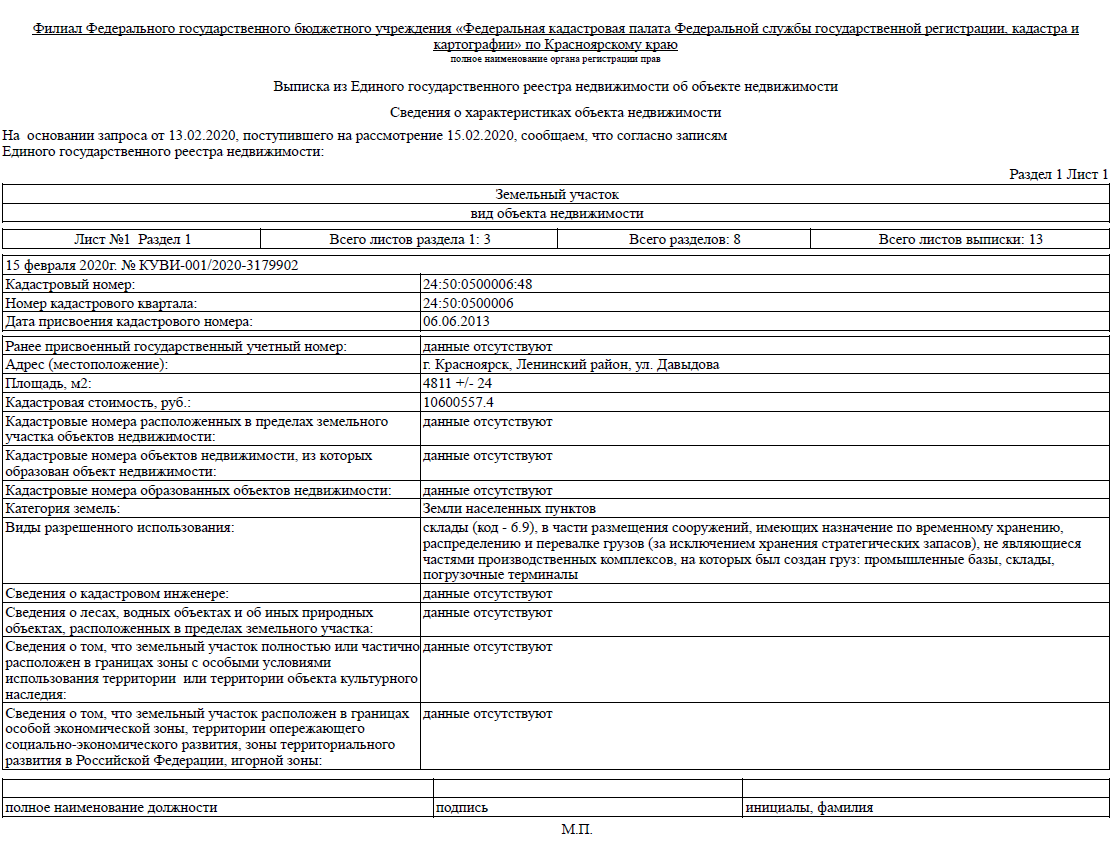 Филиал Федерального государственного бюджетного учреждения «Федеральная кадастровая палата Федеральной службы государственной регистрации, кадастра и
картографии» по Красноярскому краю
полное наименование органа регистрации прав
Выписка из Единого государственного реестра недвижимости об объекте недвижимости
Сведения о характеристиках объекта недвижимости
На основании запроса от 13.02.2020, поступившего на рассмотрение 15.02.2020, сообщаем, что согласно записям
Единого государственного реестра недвижимости:
Раздел 1 Лист 1
Земельный участок
вид объекта недвижимости
Лист №1 Раздел 1 Всего листов раздела 1: 3 Всего разделов: 8 Всего листов выписки: 13
15 февраля 2020г. № КУВИ-001/2020-3179902
Кадастровый номер: 24:50:0500006:48
Номер кадастрового квартала: 24:50:0500006
Дата присвоения кадастрового номера: 06.06.2013
Ранее присвоенный государственный учетный номер: данные отсутствуют
Адрес (местоположение): г. Красноярск, Ленинский район, ул. Давыдова
Площадь, м2: 4811 +/- 24
Кадастровая стоимость, руб.: 10600557.4
Кадастровые номера расположенных в пределах земельного
участка объектов недвижимости:
данные отсутствуют
Кадастровые номера объектов недвижимости, из которых
образован объект недвижимости:
данные отсутствуют
Кадастровые номера образованных объектов недвижимости: данные отсутствуют
Категория земель: Земли населенных пунктов
Виды разрешенного использования:
склады (код - 6.9), в части размещения сооружений, имеющих назначение по временному хранению,
распределению и перевалке грузов (за исключением хранения стратегических запасов), не являющиеся
частями производственных комплексов, на которых был создан груз: промышленные базы, склады,
погрузочные терминалы
Сведения о кадастровом инженере: данные отсутствуют
Сведения о лесах, водных объектах и об иных природных
объектах, расположенных в пределах земельного участка:
данные отсутствуют
Сведения о том, что земельный участок полностью или частично
расположен в границах зоны с особыми условиями
использования территории или территории объекта культурного
наследия:
данные отсутствуют
Сведения о том, что земельный участок расположен в границах
особой экономической зоны, территории опережающего
социально-экономического развития, зоны территориального
развития в Российской Федерации, игорной зоны:
данные отсутствуют
полное наименование должности подпись инициалы, фамилия
М.П.